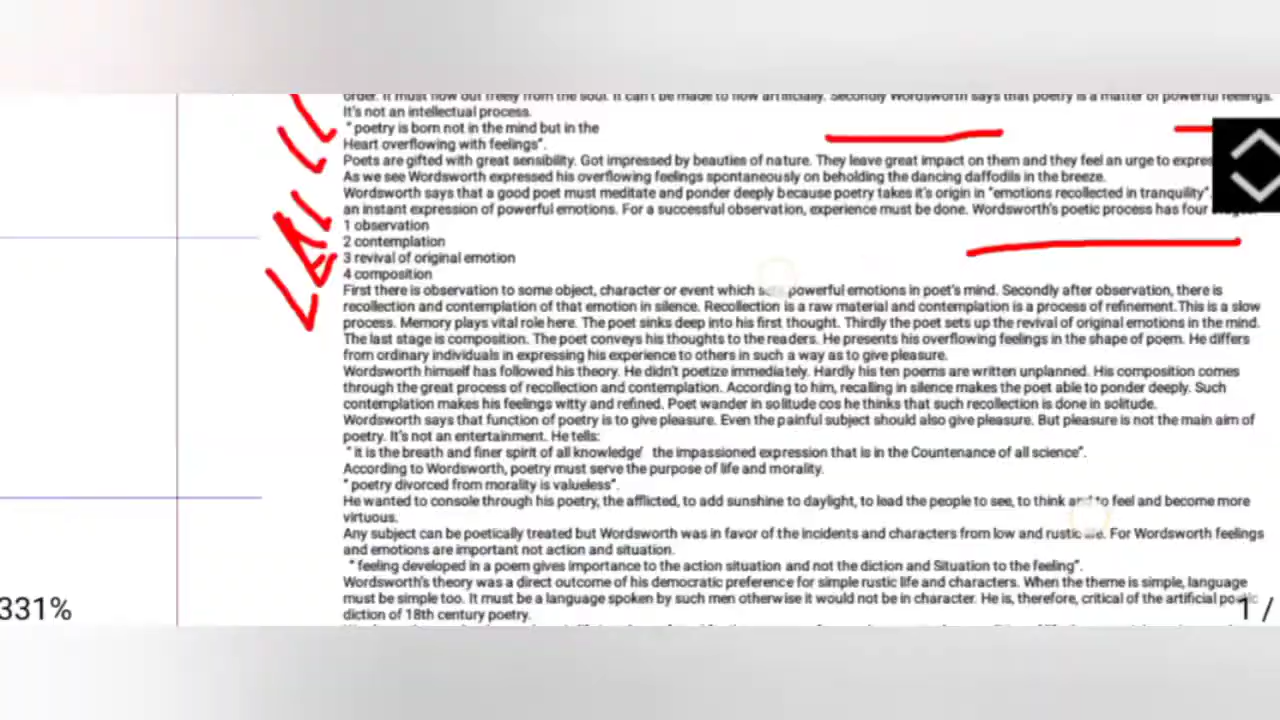 order. It must flow out freely from the soul. It can't be made to flow artificially. Secondly Wordsworth says that poetry is a matter of powerful feelings.
It's not an intellectual process.
" poetry is born not in the mind but in the
Heart overflowing with feelings".
Poets are gifted with great sensibility. Got impressed by beauties of nature. They leave great impact on them and they feel an urge to
As we see Wordsworth expressed his overflowing feelings spontaneously on beholding the dancing daffodils in the breeze.
Wordsworth says that a good poet must meditate and ponder deeply because poetry takes it's origin in "emotions recollected in tranquility"
an instant expression of powerful emotions. For a successful observation, experience must be done. Wordsworth's poetic process has four
1 observation
2 contemplation
3 revival of original emotion
4 composition
First there is observation to some object, character or event which powerful emotions in poet's mind. Secondly after observation, there is
recollection and contemplation of that emotion in silence. Recollection is a raw material and contemplation is a process of refinement.This is a slow
process. Memory plays vital role here. The poet sinks deep into his first thought. Thirdly the poet sets up the revival of original emotions in the mind.
The last stage is composition. The poet conveys his thoughts to the readers. He presents his overflowing feelings in the shape of poem. He differs
from ordinary individuals in expressing his experience to others in such a way as to give pleasure.
Wordsworth himself has followed his theory. He didn't poetize immediately. Hardly his ten poems are written unplanned. His composition comes
through the great process of recollection and contemplation. According to him, recalling in silence makes the poet able to ponder deeply. Such
contemplation makes his feelings witty and refined. Poet wander in solitude cos he thinks that such recollection is done in solitude.
Wordsworth says that function of poetry is to give pleasure. Even the painful subject should also give pleasure. But pleasure is not the main aim of
poetry. It's not an entertainment. He tells:
" it is the breath and finer spirit of all knowledge' the impassioned expression that is in the Countenance of all science".
According to Wordsworth, poetry must serve the purpose of life and morality.
" poetry divorced from morality is valueless".
He wanted to console through his poetry, the afflicted, to add sunshine to daylight, to lead the people to see, to think and to feel and become more
virtuous.
Any subject can be poetically treated but Wordsworth was in favor of the incidents and characters from low and rustic life. For Wordsworth feelings
and emotions are important not action and situation.
" feeling developed in a poem gives importance to the action situation and not the diction and Situation to the feeling".
Wordsworth's theory was a direct outcome of his democratic preference for simple rustic life and characters. When the theme is simple, language
must be simple too. It must be a language spoken by such men otherwise it would not be in character. He is, therefore, critical of the artificial poetic
diction of 18th century poetry.
331%
1 /